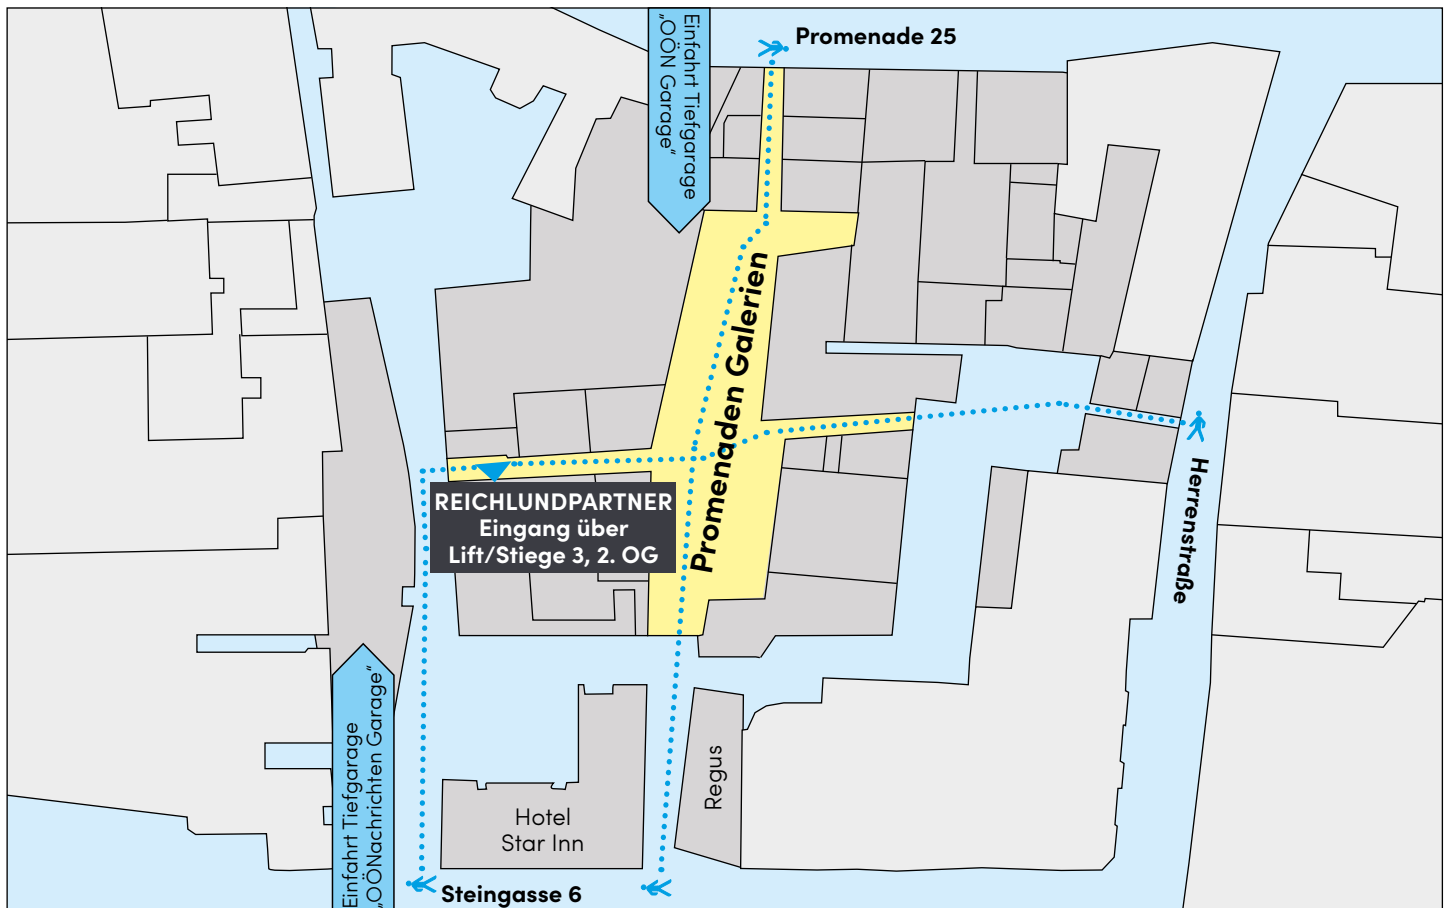 Promenade 25
Einfahrt Tiefgarage
„OÖN Garage“
Promenaden Galerien
REICHLUNDPARTNER
Eingang über
Lift/Stiege 3, 2. OG
Herrenstraße
Einfahrt Tiefgarage
„OÖNachrichten Garage“
Hotel
Star Inn
Regus
Steingasse 6